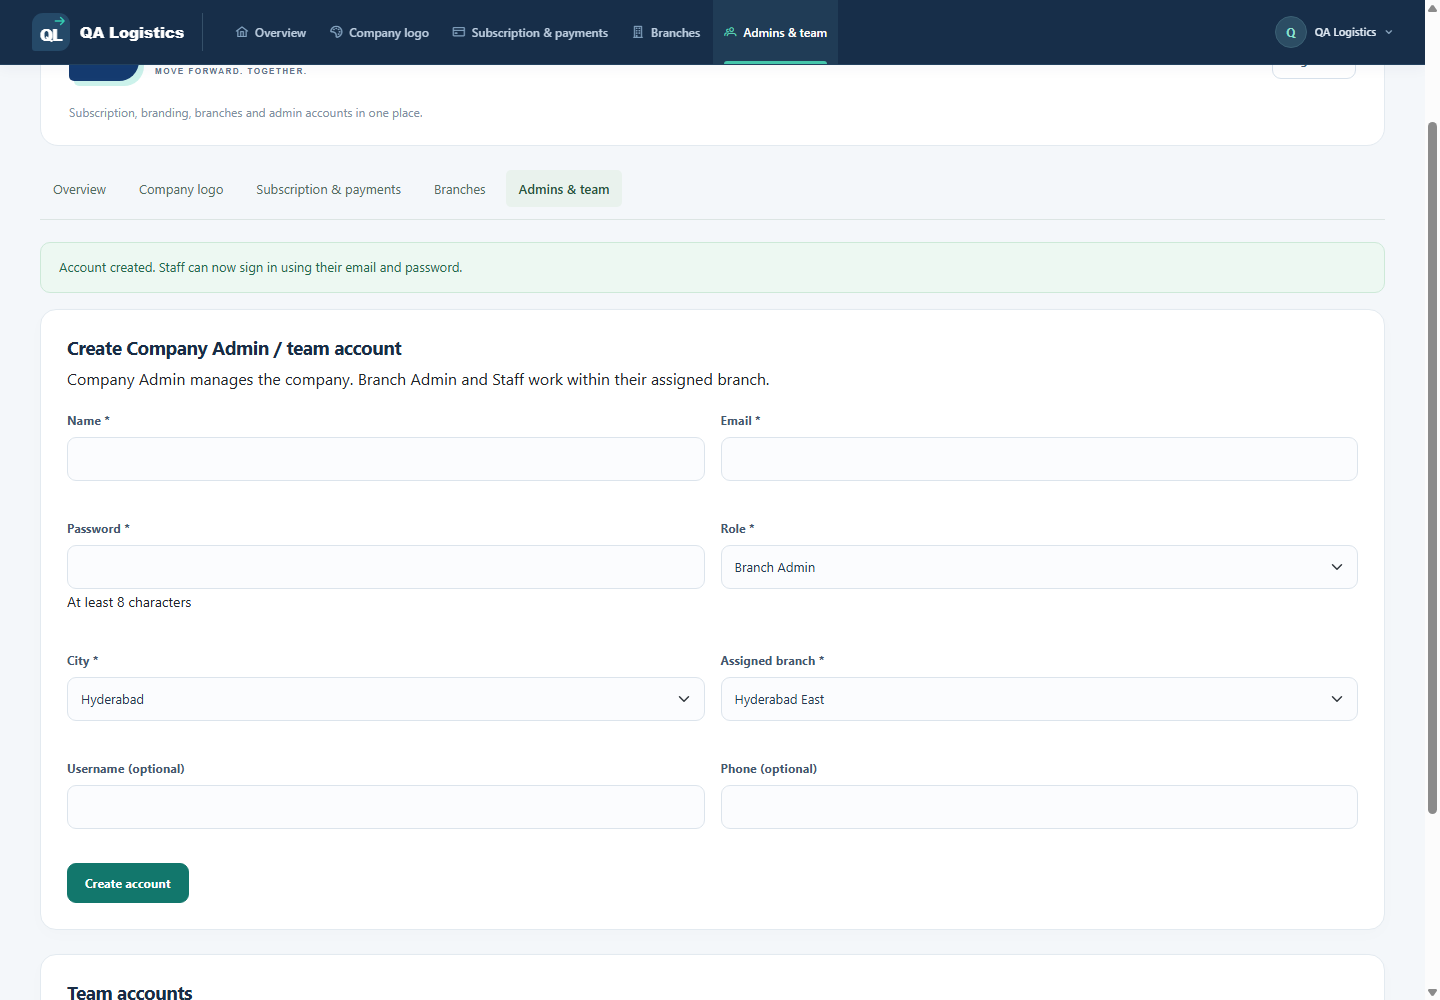 QL QA Logistics
Overview
Company logo
Subscription & payments
Branches
Admins & team
Q QA Logistics
MOVE FORWARD. TOGETHER.
Subscription, branding, branches and admin accounts in one place.
Overview
Company logo
Subscription & payments
Branches
Admins & team
Account created. Staff can now sign in using their email and password.
Create Company Admin / team account
Company Admin manages the company. Branch Admin and Staff work within their assigned branch.
Name *
Email *
Password *
Role *
Branch Admin
At least 8 characters
City *
Assigned branch *
Hyderabad
Hyderabad East
Username (optional)
Phone (optional)
Create account
Team accounts